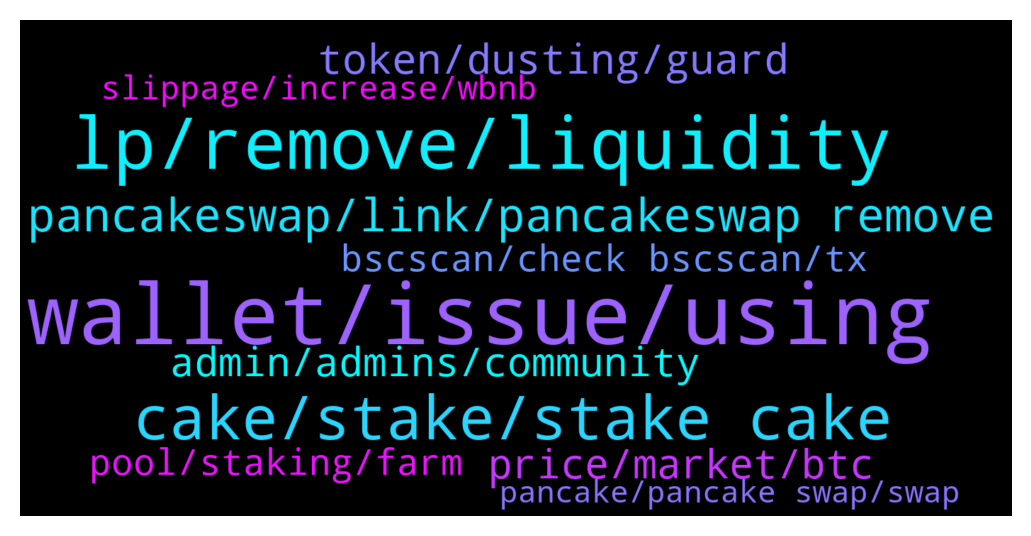 token/dusting/guard
slippage/increase/wbnb
lp/remove/liquidity
pancakeswap/link/pancakeswap remove
bscscan/check bscscan/tx
wallet/issue/using
admin/admins/community
cake/stake/stake cake
pool/staking/farm
price/market/btc
pancake/pancake swap/swap